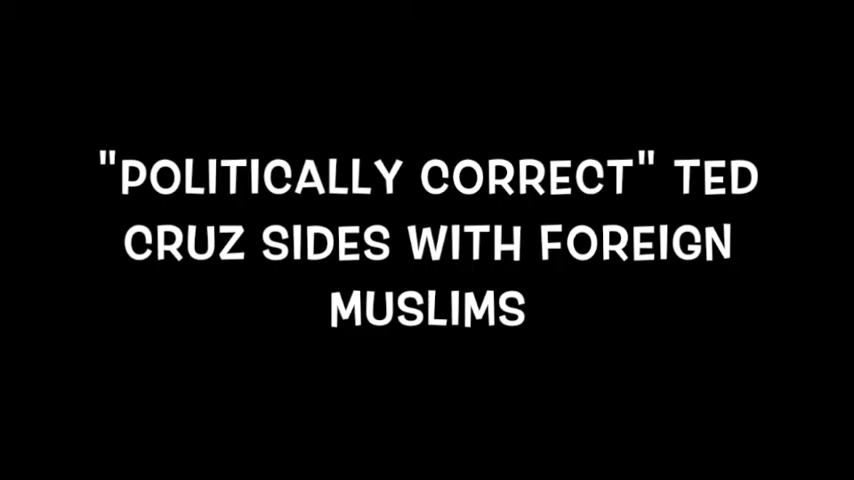 "POLITICALLY CORRECT" TED
CRUZ SIDES WITH FOREIGN
MUSLIMS